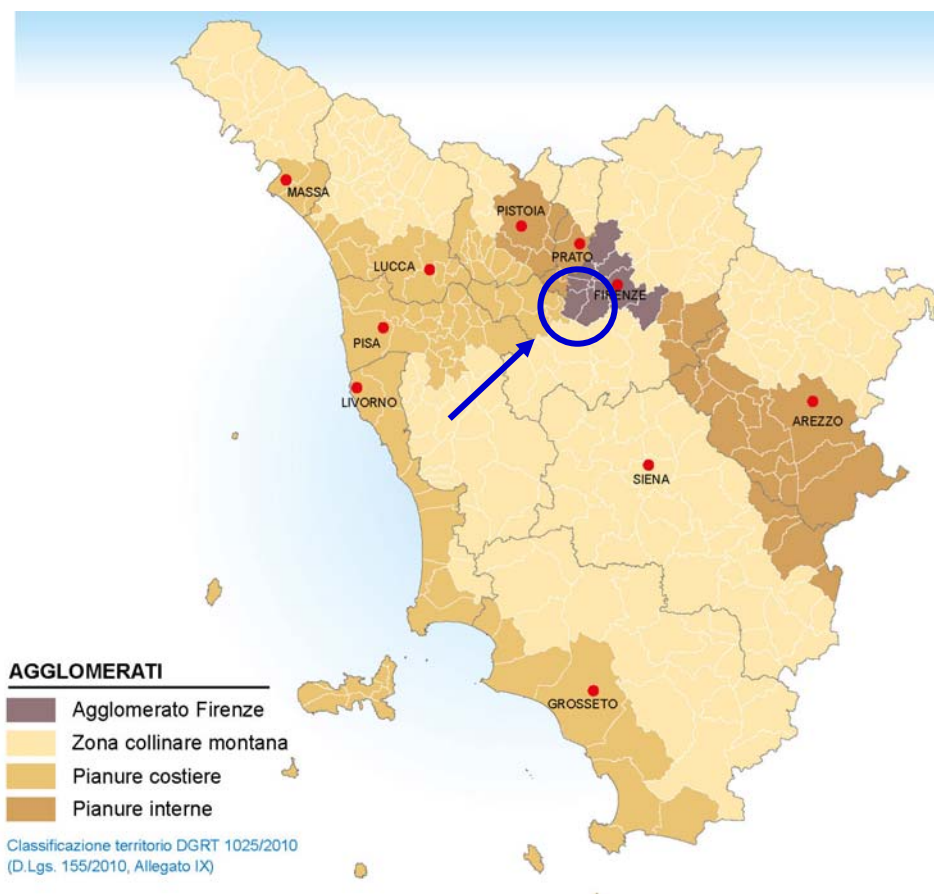 MASSA
PISTOIA
PRATO
LUCCA
FIRENZE
PISA
LIVORNO
AREZZO
SIENA
GROSSETO
AGGLOMERATI
Agglomerato Firenze
Zona collinare montana
Pianure costiere
Pianure interne
Classificazione territorio DGRT 1025/2010
(D.Lgs. 155/2010, Allegato IX)